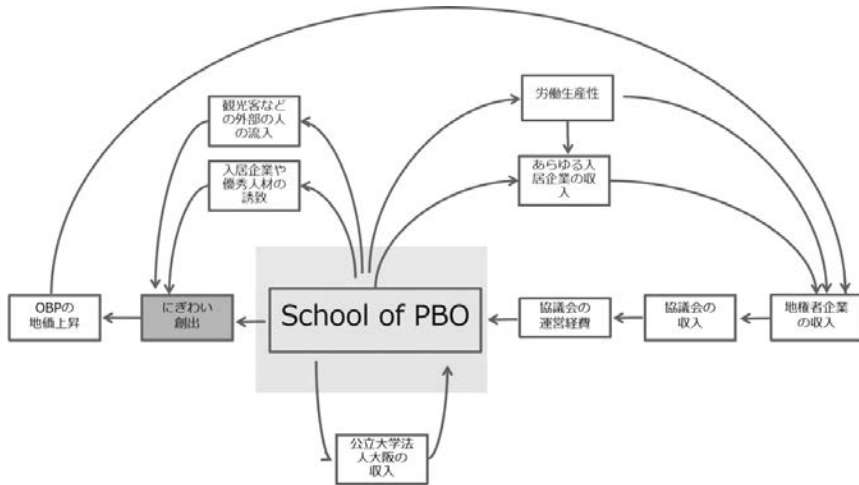 労働生産性
観光客など
の外部の人
の流入
あらゆる入
居企業の収
入
入居企業や
優秀人材の
誘致
OBPの
地価上昇
にぎわい
創出
School of PBO
協議会の
運営経費
協議会の
収入
地権者企業
の収入
公立大学法
人大阪の
収入